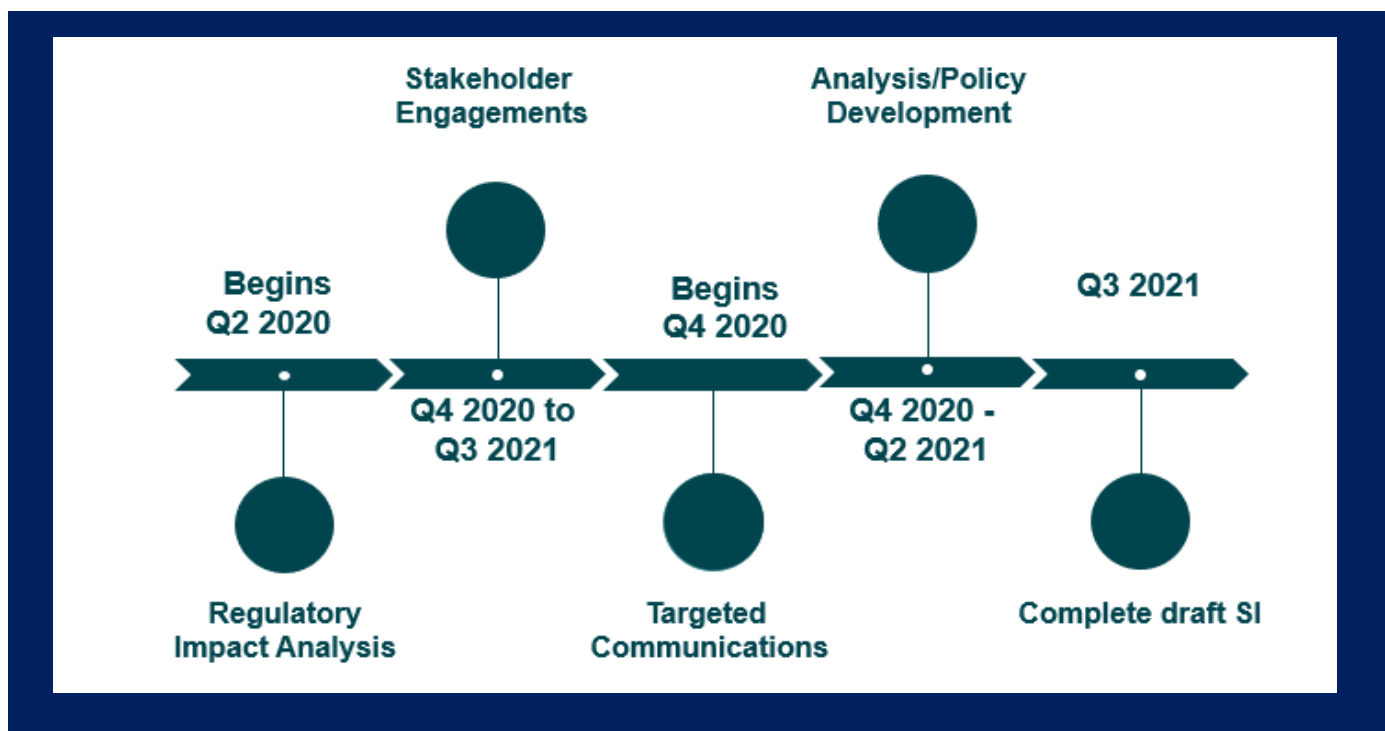 Stakeholder
Engagements
Analysis/Policy
Development
Begins
Q2 2020
Begins
Q4 2020
Q3 2021
Q4 2020 to
Q3 2021
Q4 2020 -
Q2 2021
Regulatory
Impact Analysis
Targeted
Communications
Complete draft SI